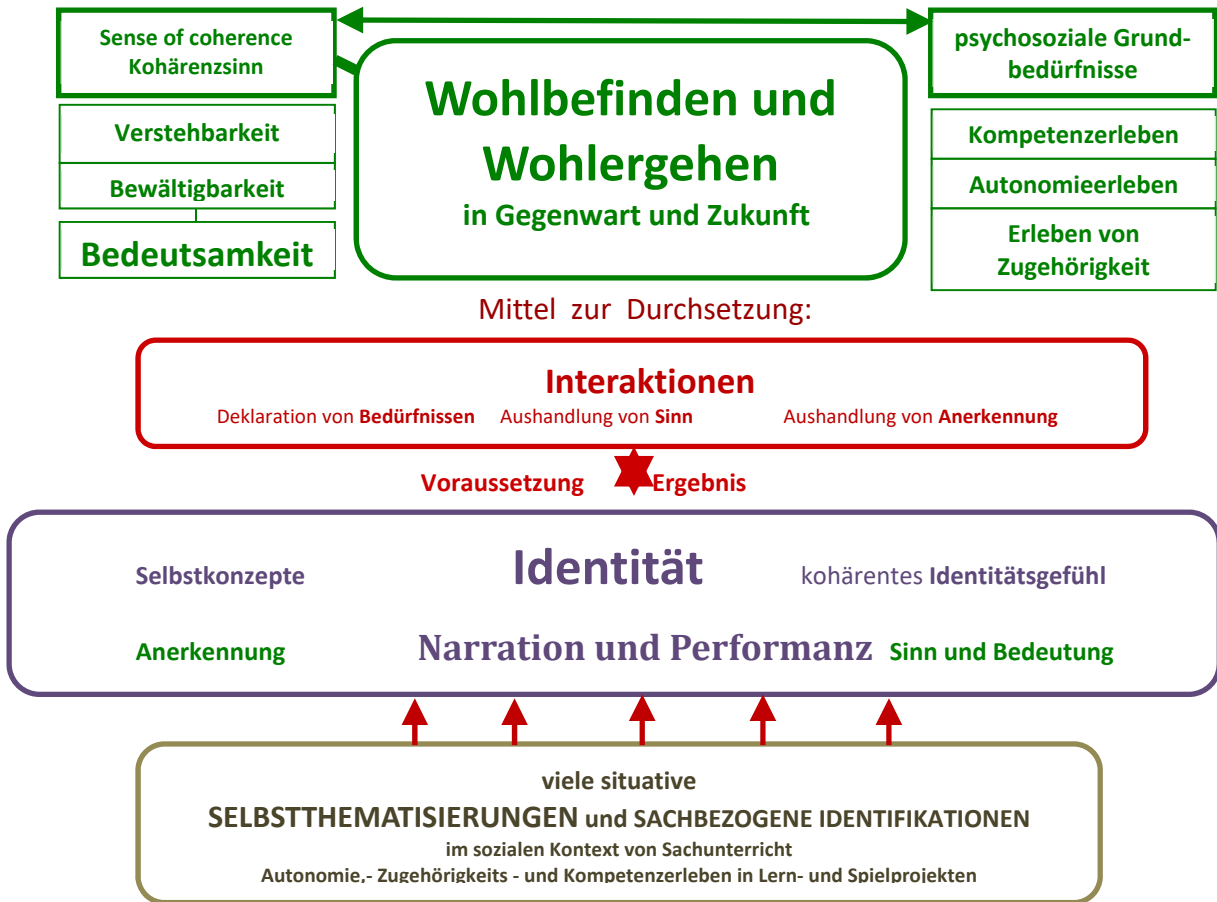 Sense of coherence
Kohärenzsinn
Verstehbarkeit
Bewältigbarkeit
Bedeutsamkeit
Wohlbefinden und
Wohlergehen
in Gegenwart und Zukunft
psychosoziale Grund-
bedürfnisse
Kompetenzerleben
Autonomieerleben
Erleben von
Zugehörigkeit
Mittel zur Durchsetzung:
Interaktionen
Deklaration von Bedürfnissen Aushandlung von Sinn Aushandlung von Anerkennung
Voraussetzung Ergebnis
Selbstkonzepte Identität kohärentes Identitätsgefühl
Anerkennung Narration und Performanz Sinn und Bedeutung
viele situative
SELBSTTHEMATISIERUNGEN und SACHBEZOGENE IDENTIFIKATIONEN
im sozialen Kontext von Sachunterricht
Autonomie,- Zugehörigkeits - und Kompetenzerleben in Lern- und Spielprojekten